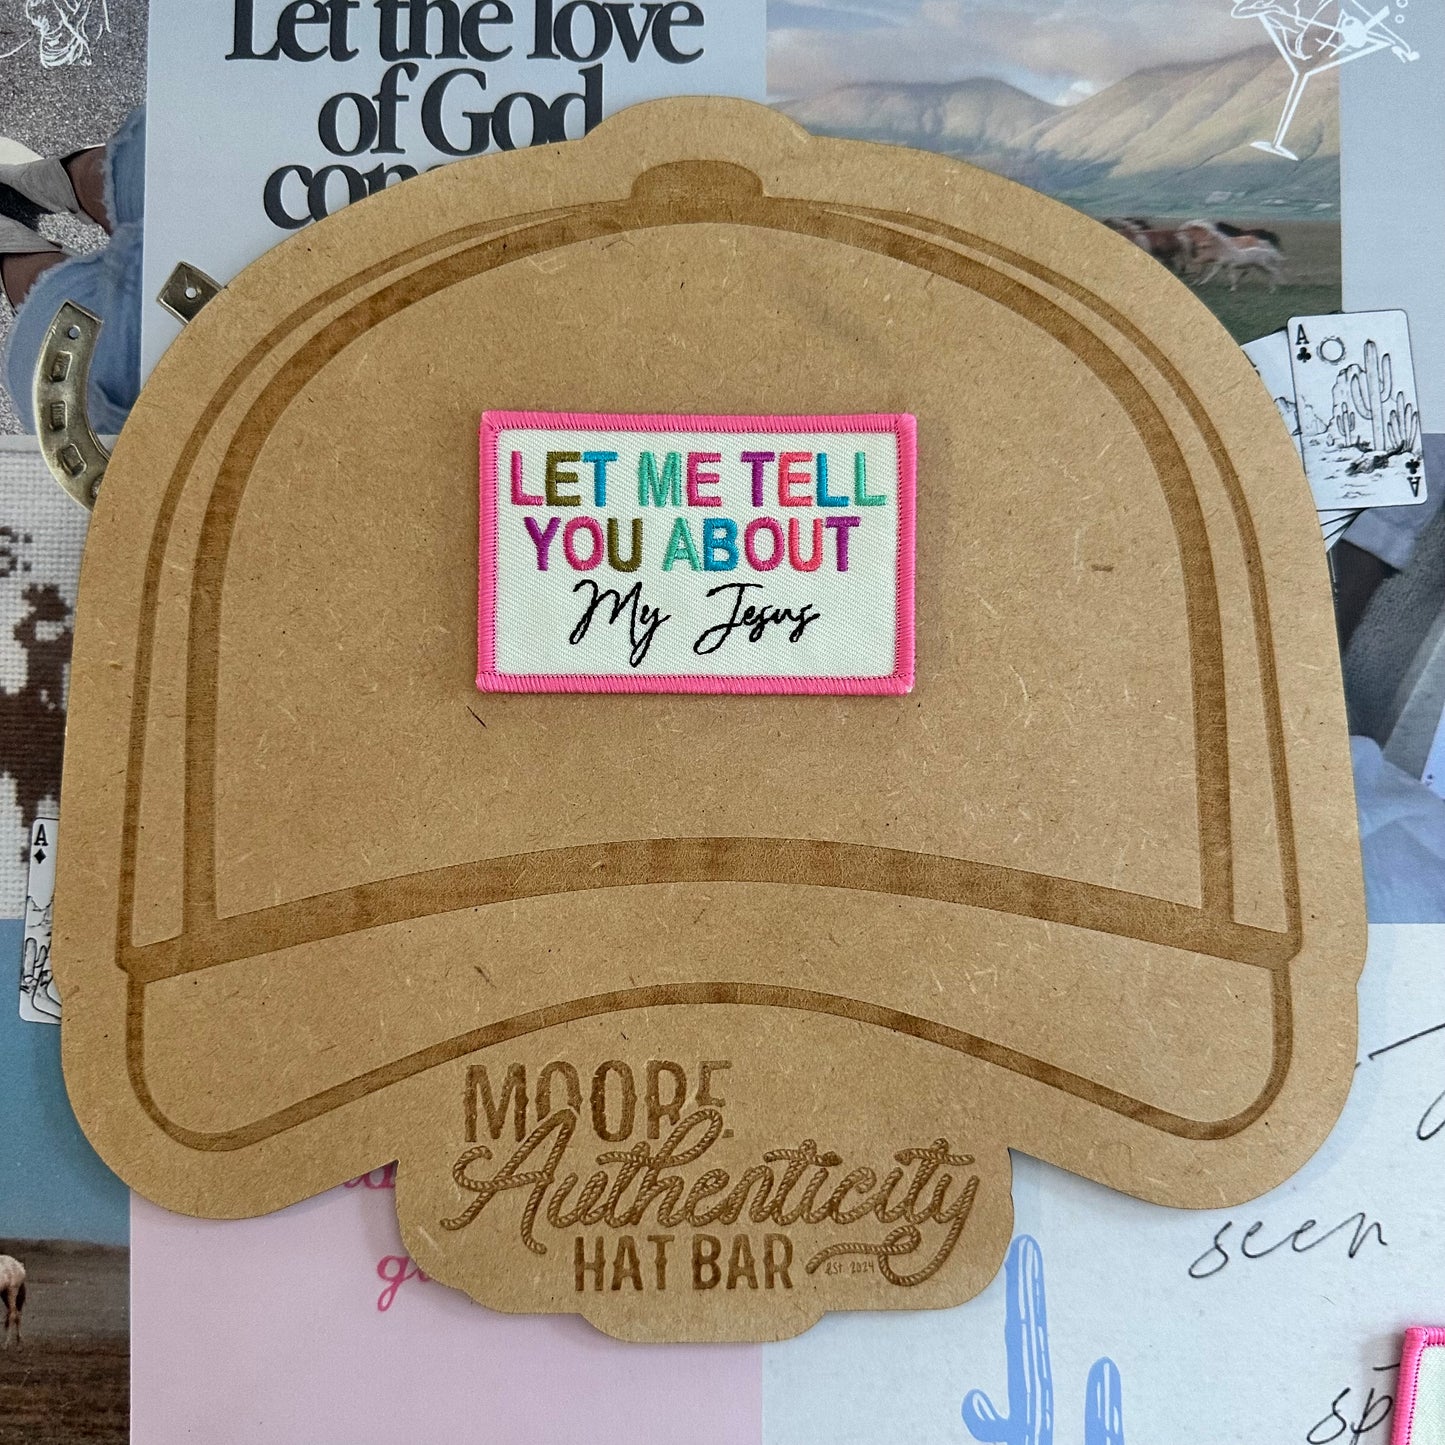 Let the love
of God
LET ME TELL
YOU ABOUT
My Jesus
MOORE
Authenticity
HAT BAR
EST 2024
A
A
A
seen